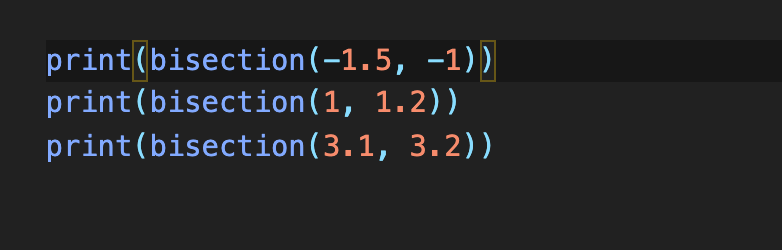 print(bisection(-1.5, -1))
print(bisection(1, 1.2))
print(bisection(3.1, 3.2))